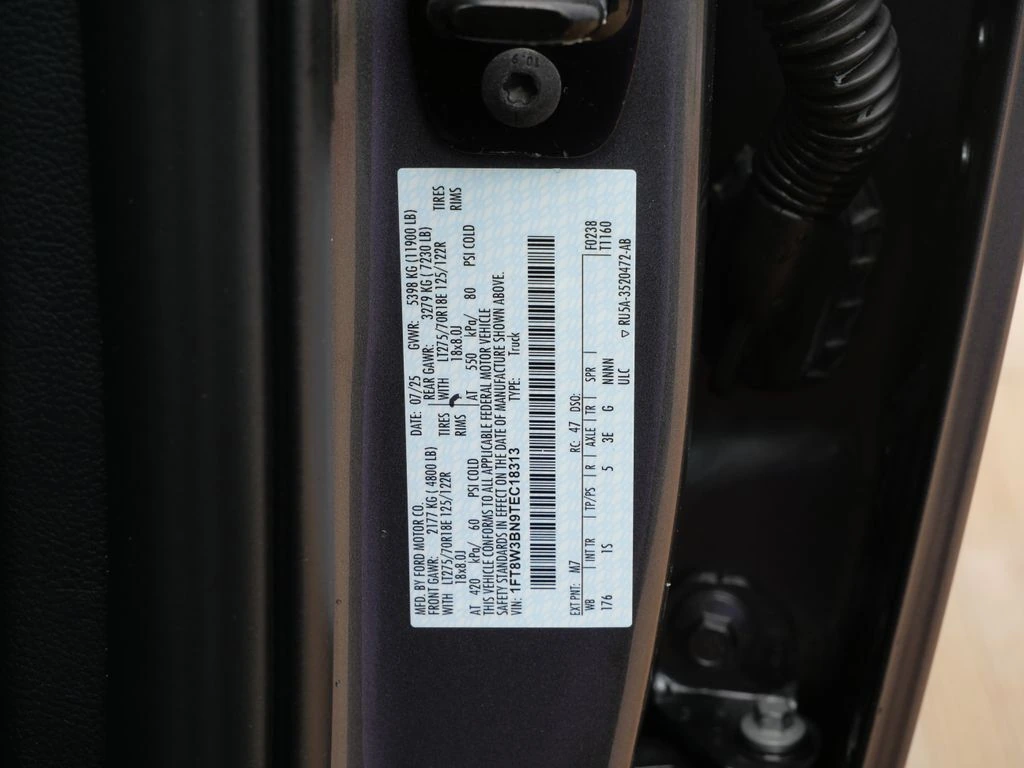 10.9
MFD. BY FORD MOTOR CO.
DATE: 07/25 GVWR: 5398 KG (11900 LB)
FRONT GAWR: 2177 KG ( 4800 LB) REAR GAWR: 3279 KG ( 7230 LB)
WITH LT275/70R18E 125/122R TIRES WITH LT275/70R18E 125/122R TIRES
18x8.0J RIMS 18x8.0J RIMS
AT 420 kPa/ 60 PSI COLD AT 550 kPa/ 80 PSI COLD
THIS VEHICLE CONFORMS TO ALL APPLICABLE FEDERAL MOTOR VEHICLE
SAFETY STANDARDS IN EFFECT ON THE DATE OF MANUFACTURE SHOWN ABOVE.
VIN: 1FT8W3BN9TEC18313 TYPE: Truck
EXT PNT: M7 RC: 47 DSO: F0238
WB | INT TR | TP/PS | R | AXLE | TR | SPR | T1160
176 15 5 3E G NNNN
ULC ▽ RU5A-3520472-AB